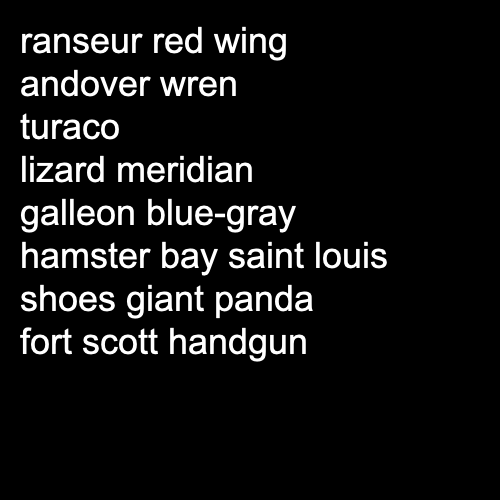 ranseur red wing
andover wren
turaco
lizard meridian
galleon blue-gray
hamster bay saint louis
shoes giant panda
fort scott handgun